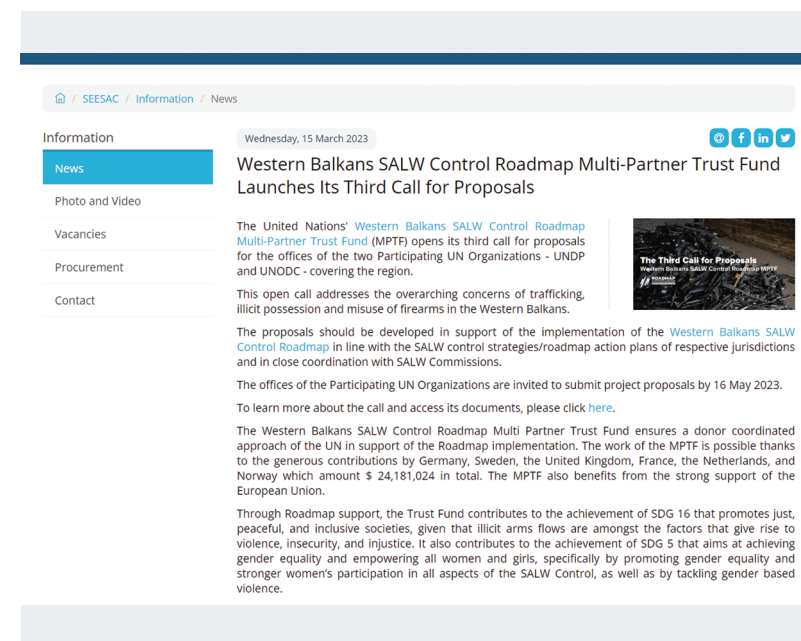 / SEESAC / Information / News
Information
News
Photo and Video
Vacancies
Procurement
Contact
Wednesday, 15 March 2023
Western Balkans SALW Control Roadmap Multi-Partner Trust Fund
Launches Its Third Call for Proposals
The United Nations' Western Balkans SALW Control Roadmap
Multi-Partner Trust Fund (MPTF) opens its third call for proposals
for the offices of the two Participating UN Organizations - UNDP
and UNODC - covering the region.
This open call addresses the overarching concerns of trafficking,
illicit possession and misuse of firearms in the Western Balkans.
The Third Call for Proposals
Western Balkans SALW Control Roadmap MPTF
ROADMAP
The proposals should be developed in support of the implementation of the Western Balkans SALW
Control Roadmap in line with the SALW control strategies/roadmap action plans of respective jurisdictions
and in close coordination with SALW Commissions.
The offices of the Participating UN Organizations are invited to submit project proposals by 16 May 2023.
To learn more about the call and access its documents, please click here.
The Western Balkans SALW Control Roadmap Multi Partner Trust Fund ensures a donor coordinated
approach of the UN in support of the Roadmap implementation. The work of the MPTF is possible thanks
to the generous contributions by Germany, Sweden, the United Kingdom, France, the Netherlands, and
Norway which amount $ 24,181,024 in total. The MPTF also benefits from the strong support of the
European Union.
Through Roadmap support, the Trust Fund contributes to the achievement of SDG 16 that promotes just,
peaceful, and inclusive societies, given that illicit arms flows are amongst the factors that give rise to
violence, insecurity, and injustice. It also contributes to the achievement of SDG 5 that aims at achieving
gender equality and empowering all women and girls, specifically by promoting gender equality and
stronger women's participation in all aspects of the SALW Control, as well as by tackling gender based
violence.